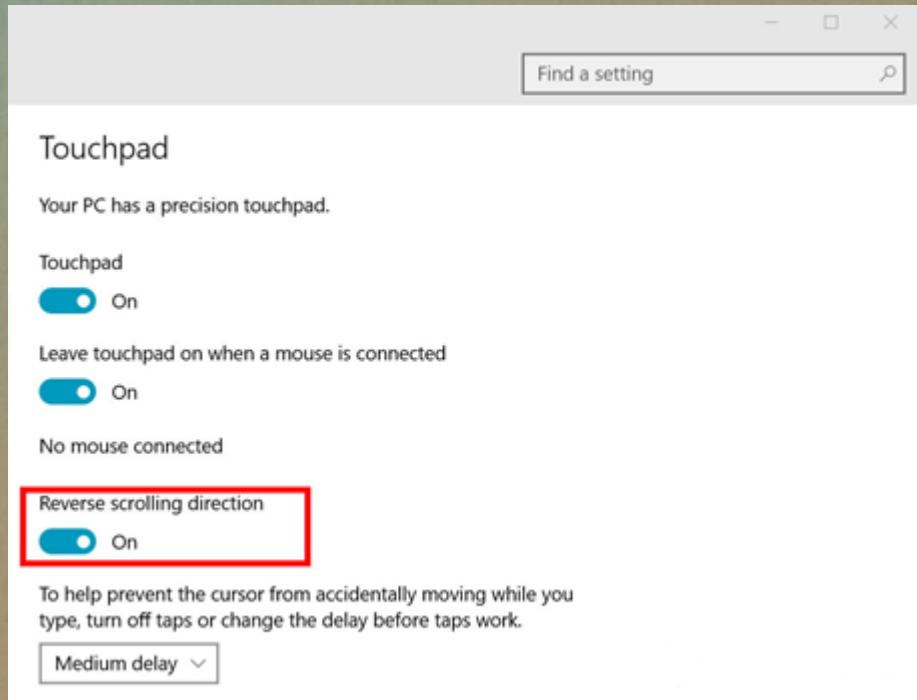 Find a setting
Touchpad
Your PC has a precision touchpad.
Touchpad
On
Leave touchpad on when a mouse is connected
On
No mouse connected
Reverse scrolling direction
On
To help prevent the cursor from accidentally moving while you
type, turn off taps or change the delay before taps work.
Medium delay